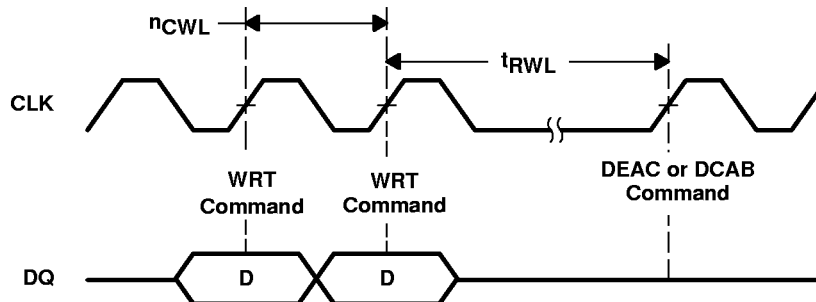 nCWL
tRWL
CLK
WRT
Command
WRT
Command
DEAC or DCAB
Command
DQ
D
D